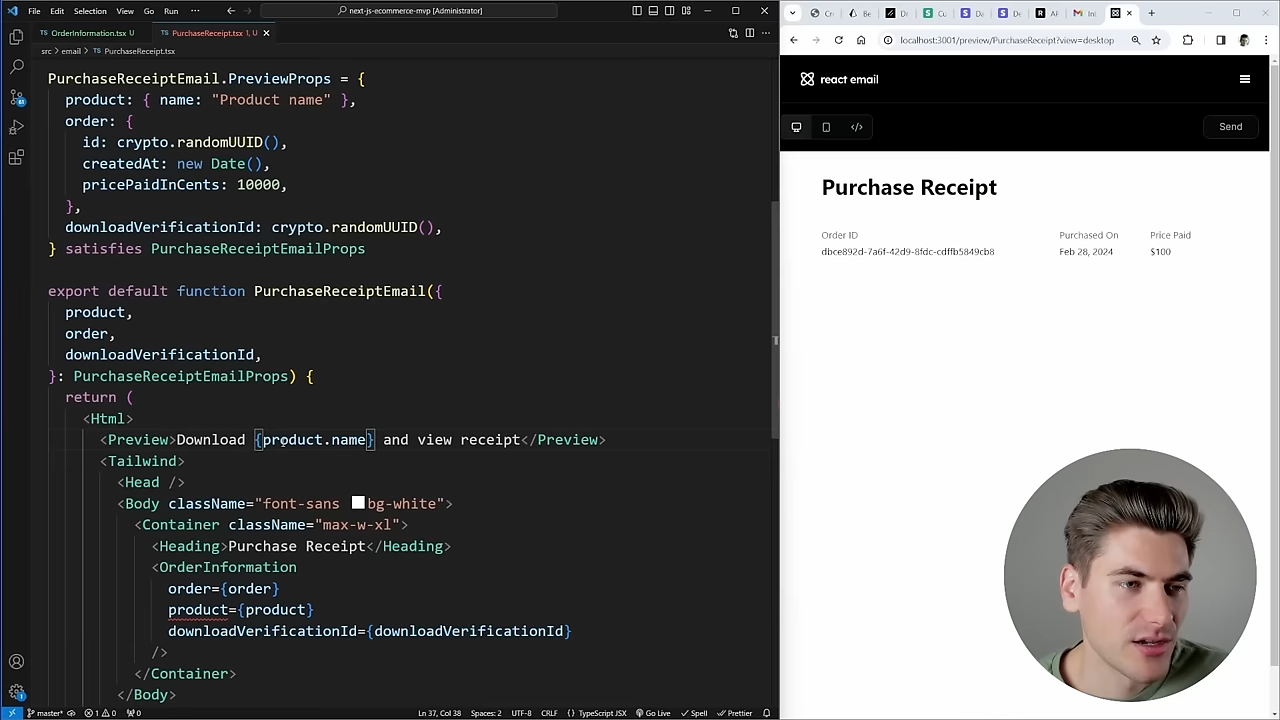 File Edit Selection View Go Run ··· next-js-ecommerce-mvp [Administrator]
OrderInformation.tsx U PurchaseReceipt.tsx 1, U
src > email > PurchaseReceipt.tsx
PurchaseReceiptEmail.PreviewProps = {
product: { name: "Product name" },
order: {
id: crypto.randomUUID(),
createdAt: new Date(),
pricePaidInCents: 10000,
},
downloadVerificationId: crypto.randomUUID(),
} satisfies PurchaseReceiptEmailProps
export default function PurchaseReceiptEmail({
product,
order,
downloadVerificationId,
}: PurchaseReceiptEmailProps) {
return (
<Html>
<Preview>Download {product.name} and view receipt</Preview>
<Tailwind>
<Head />
<Body className="font-sans bg-white">
<Container className="max-w-xl">
<Heading>Purchase Receipt</Heading>
<OrderInformation
order={order}
product={product}
downloadVerificationId={downloadVerificationId}
/>
</Container>
</Body>
master* 1 0 0 Ln 37, Col 38 Spaces: 2 UTF-8 CRLF {} TypeScript JSX Go Live Spell Prettier
localhost:3001/preview/PurchaseReceipt?view=desktop
react email
Send
Purchase Receipt
Order ID Purchased On Price Paid
dbce892d-7a6f-42d9-8fdc-cdffb5849cb8 Feb 28, 2024 $100